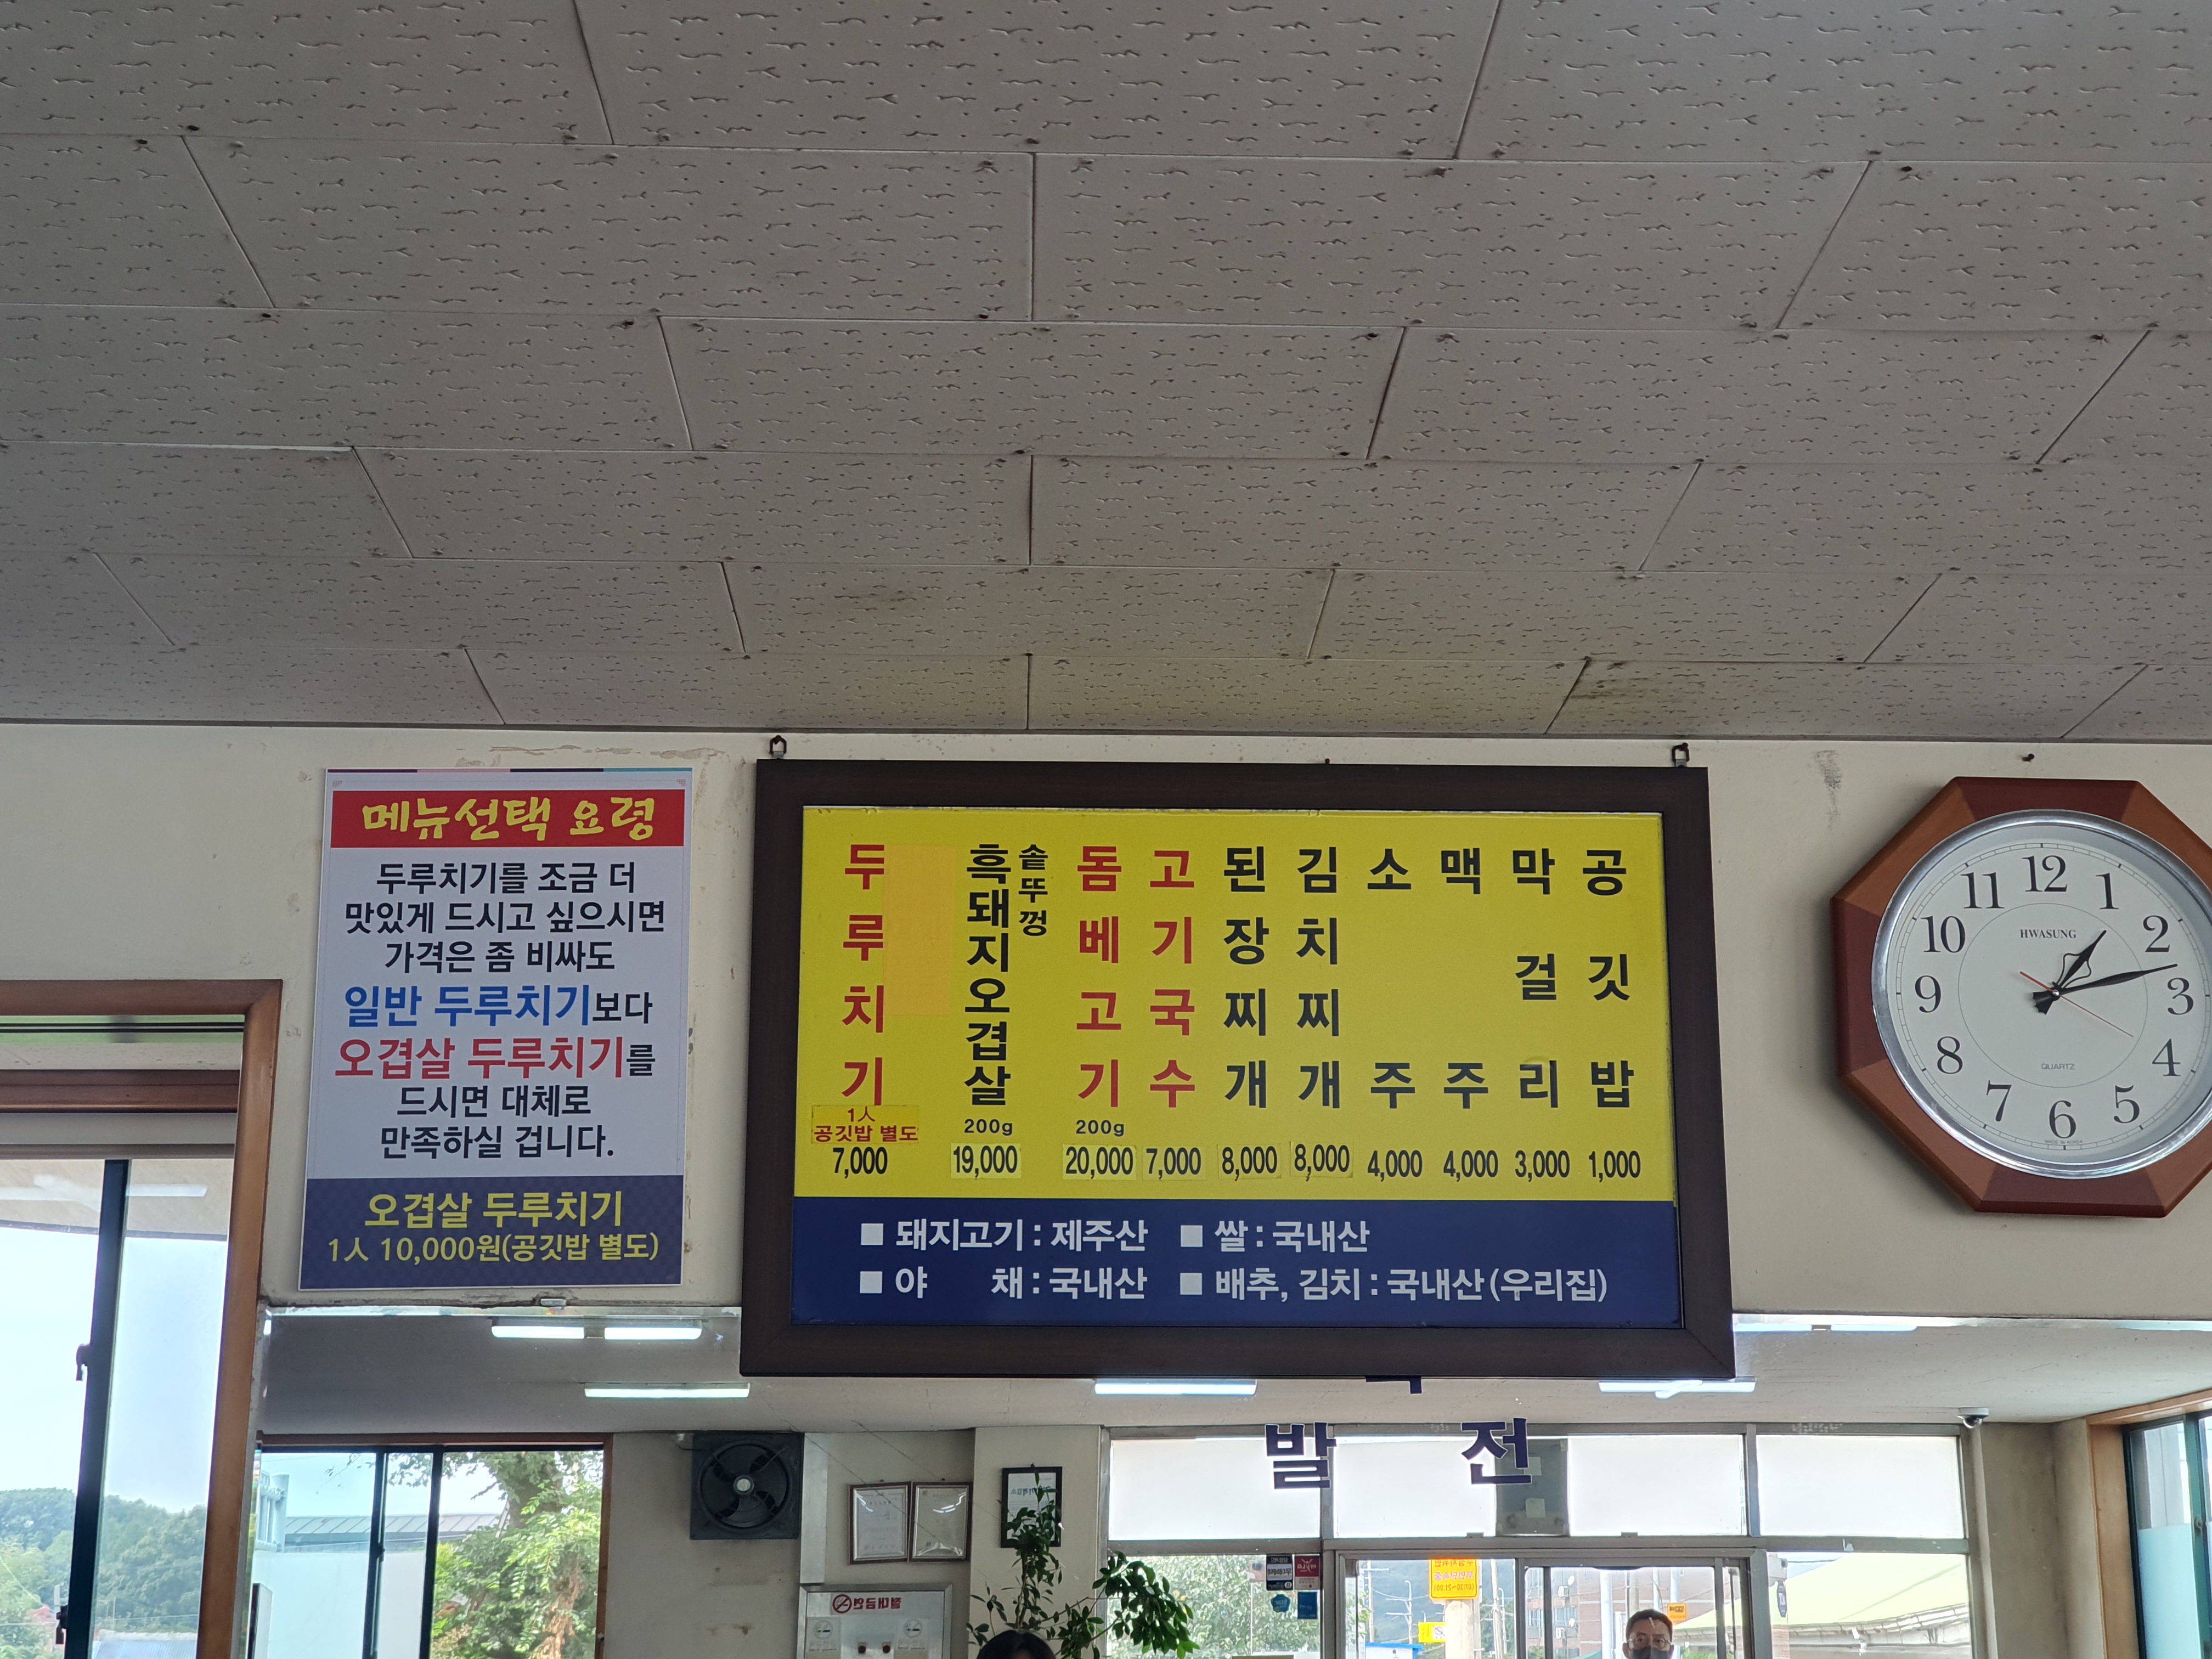 메뉴선택 요령
두루치기를 조금 더
맛있게 드시고 싶으시면
가격은 좀 비싸도
일반 두루치기보다
오겹살 두루치기를
드시면 대체로
만족하실 겁니다.
오겹살 두루치기
1人 10,000원(공깃밥 별도)
두루치기
1人
공깃밥 별도
7,000
솥뚜껑
흑돼지오겹살
200g
19,000
돔베고기
200g
20,000
고기국수
7,000
된장찌개
8,000
김치찌개
8,000
소주
4,000
맥주
4,000
막걸리
3,000
공깃밥
1,000
■ 돼지고기 : 제주산 ■ 쌀 : 국내산
■ 야 채 : 국내산 ■ 배추, 김치 : 국내산 (우리집)
12
1
2
3
4
5
6
7
8
9
10
11
HWASUNG
QUARTZ
발 전